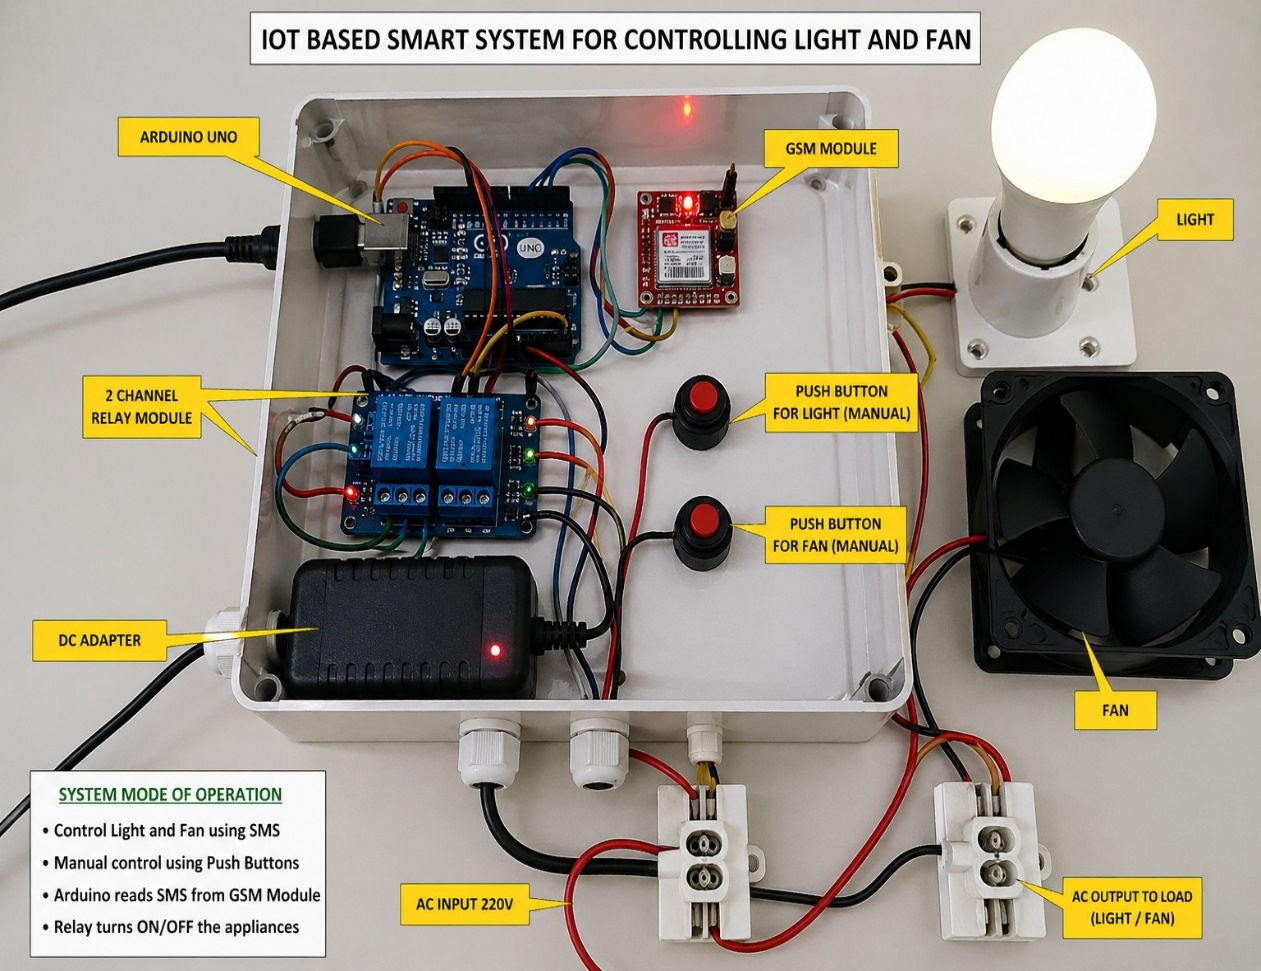 IOT BASED SMART SYSTEM FOR CONTROLLING LIGHT AND FAN
ARDUINO UNO
GSM MODULE
LIGHT
UNO
2 CHANNEL
RELAY MODULE
PUSH BUTTON
FOR LIGHT (MANUAL)
PUSH BUTTON
FOR FAN (MANUAL)
DC ADAPTER
FAN
SYSTEM MODE OF OPERATION
• Control Light and Fan using SMS
• Manual control using Push Buttons
• Arduino reads SMS from GSM Module
• Relay turns ON/OFF the appliances
AC INPUT 220V
AC OUTPUT TO LOAD
(LIGHT / FAN)